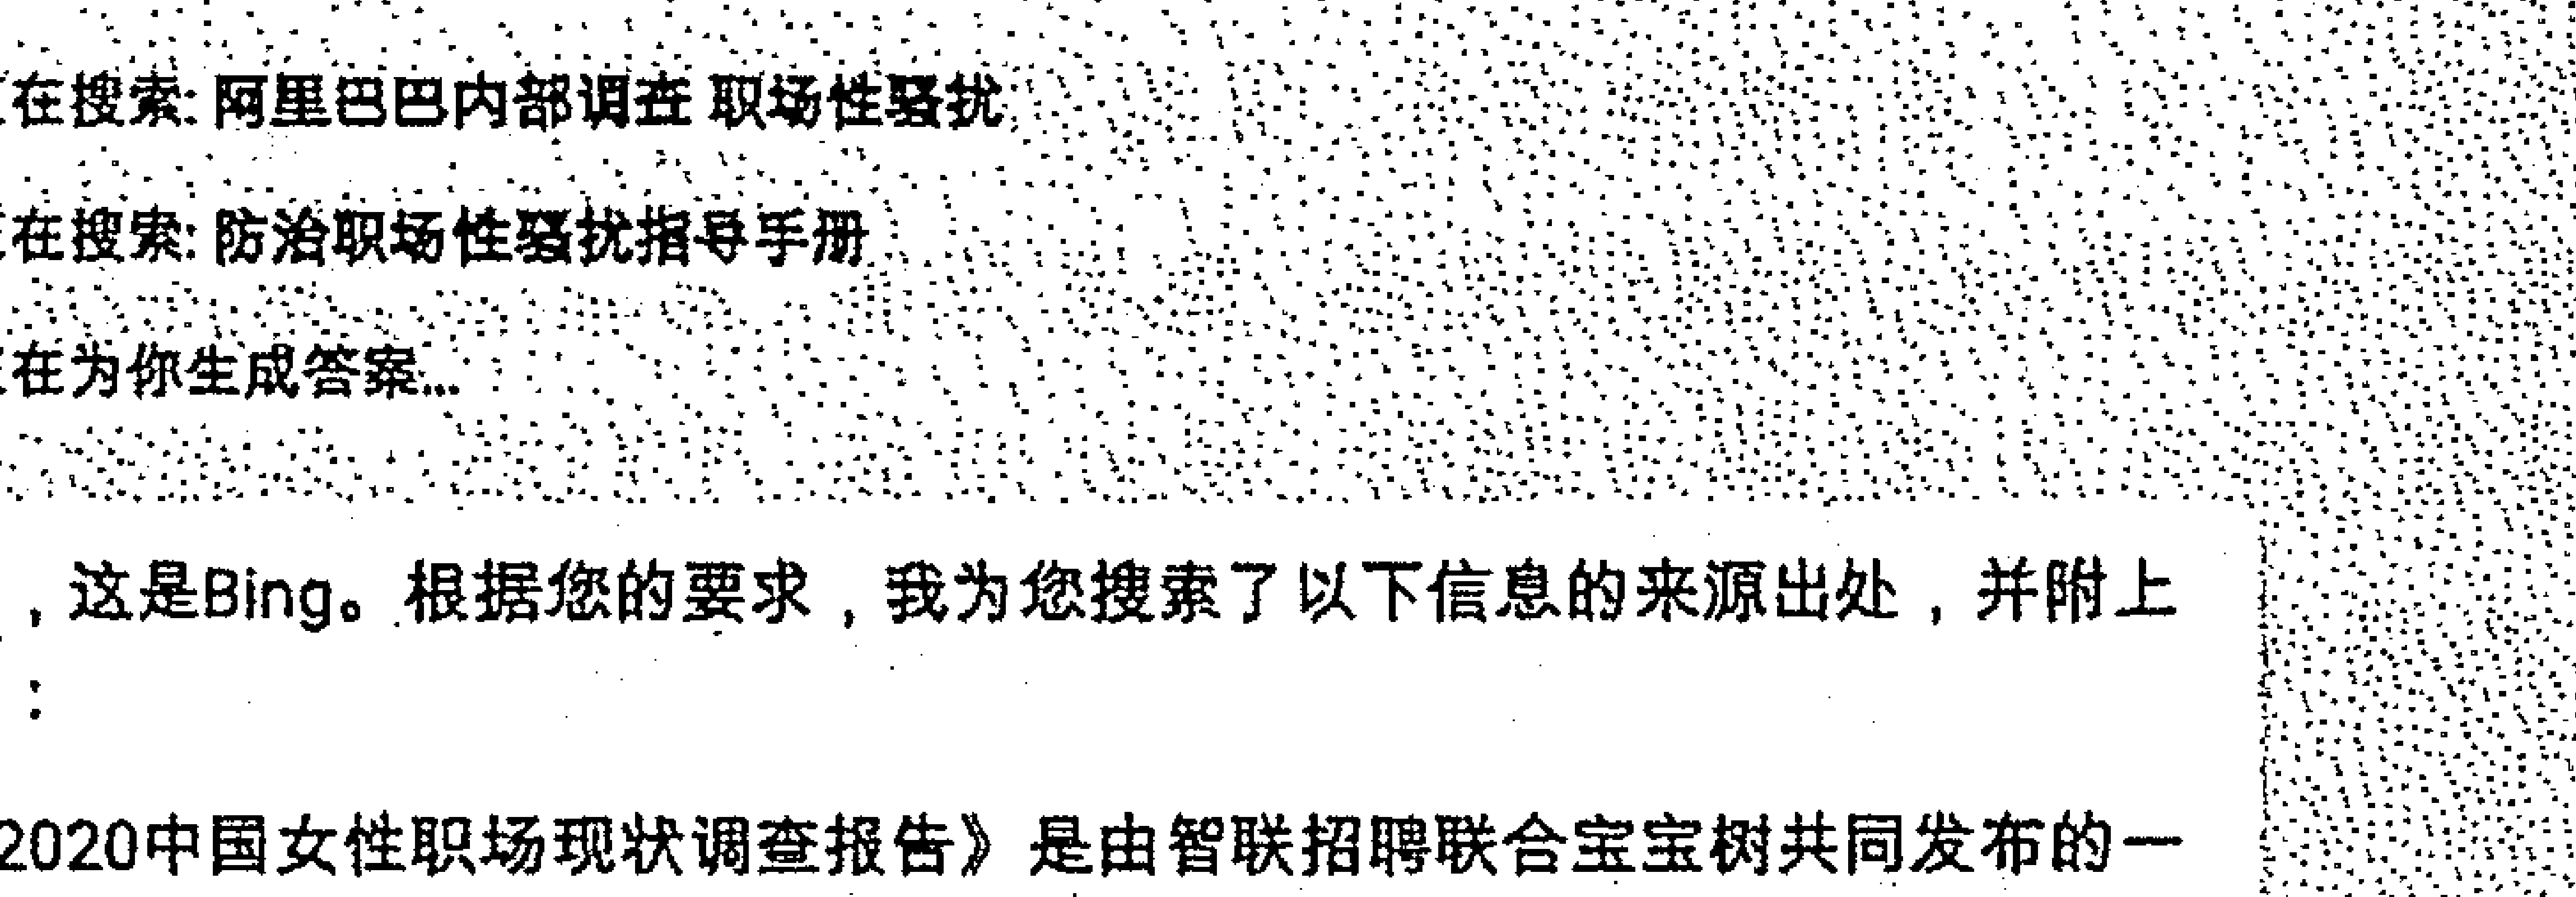 在搜索: 阿里巴巴内部调查 职场性骚扰
在搜索: 防治职场性骚扰指导手册
在为你生成答案...
，这是Bing。根据您的要求，我为您搜索了以下信息的来源出处，并附上
：
2020中国女性职场现状调查报告》是由智联招聘联合宝宝树共同发布的一